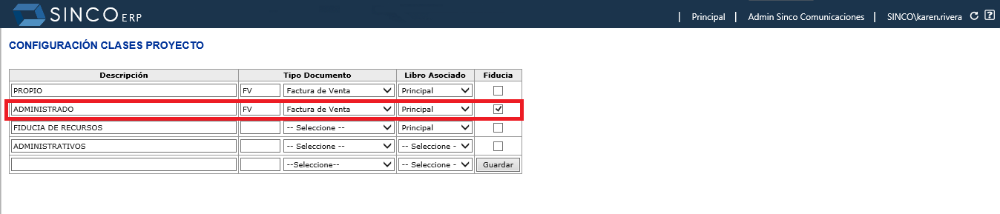 SINCO ERP | Principal | Admin Sinco Comunicaciones | SINCO\karen.rivera
CONFIGURACIÓN CLASES PROYECTO
Descripción Tipo Documento Libro Asociado Fiducia
PROPIO FV Factura de Venta Principal
ADMINISTRADO FV Factura de Venta Principal
FIDUCIA DE RECURSOS -- Seleccione -- Principal
ADMINISTRATIVOS -- Seleccione -- -- Seleccione -
--Seleccione-- -- Seleccione - Guardar